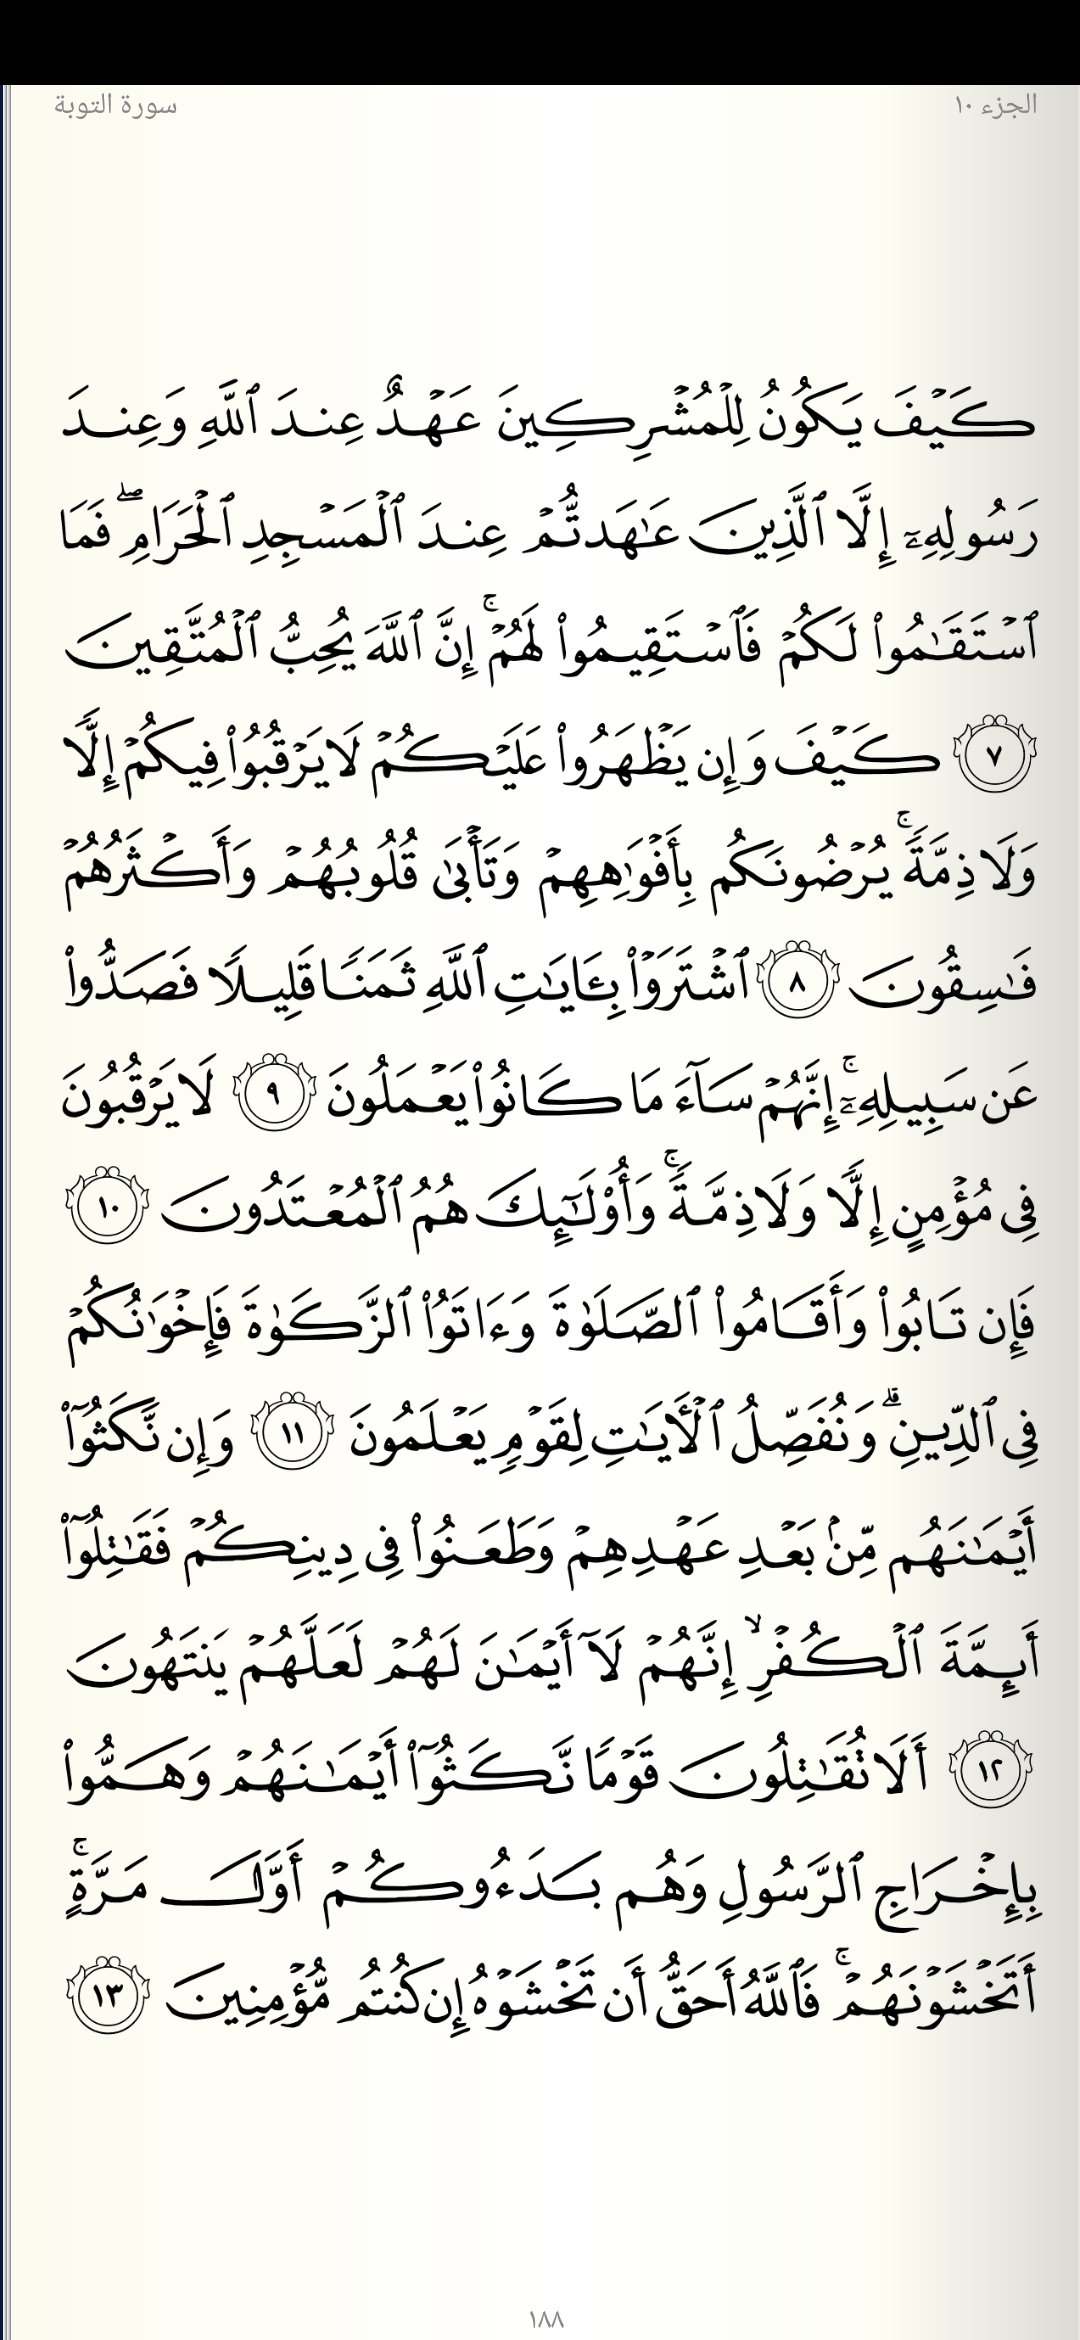 الجزء ١٠
سورة التوبة
كَيۡفَ يَكُونُ لِلۡمُشۡرِكِينَ عَهۡدٌ عِندَ ٱللَّهِ وَعِندَ
رَسُولِهِۦٓ إِلَّا ٱلَّذِينَ عَٰهَدتُّمۡ عِندَ ٱلۡمَسۡجِدِ ٱلۡحَرَامِۖ فَمَا
ٱسۡتَقَٰمُواْ لَكُمۡ فَٱسۡتَقِيمُواْ لَهُمۡۚ إِنَّ ٱللَّهَ يُحِبُّ ٱلۡمُتَّقِينَ
٧ كَيۡفَ وَإِن يَظۡهَرُواْ عَلَيۡكُمۡ لَا يَرۡقُبُواْ فِيكُمۡ إِلّٗا
وَلَا ذِمَّةٗۚ يُرۡضُونَكُم بِأَفۡوَٰهِهِمۡ وَتَأۡبَىٰ قُلُوبُهُمۡ وَأَكۡثَرُهُمۡ
فَٰسِقُونَ ٨ ٱشۡتَرَوۡاْ بِـَٔايَٰتِ ٱللَّهِ ثَمَنٗا قَلِيلٗا فَصَدُّواْ
عَن سَبِيلِهِۦٓۚ إِنَّهُمۡ سَآءَ مَا كَانُواْ يَعۡمَلُونَ ٩ لَا يَرۡقُبُونَ
فِي مُؤۡمِنٍ إِلّٗا وَلَا ذِمَّةٗۚ وَأُوْلَٰٓئِكَ هُمُ ٱلۡمُعۡتَدُونَ ١٠
فَإِن تَابُواْ وَأَقَامُواْ ٱلصَّلَوٰةَ وَءَاتَوُاْ ٱلزَّكَوٰةَ فَإِخۡوَٰنُكُمۡ
فِي ٱلدِّينِۗ وَنُفَصِّلُ ٱلۡأٓيَٰتِ لِقَوۡمٖ يَعۡلَمُونَ ١١ وَإِن نَّكَثُوٓاْ
أَيۡمَٰنَهُم مِّنۢ بَعۡدِ عَهۡدِهِمۡ وَطَعَنُواْ فِي دِينِكُمۡ فَقَٰتِلُوٓاْ
أَئِمَّةَ ٱلۡكُفۡرِۙ إِنَّهُمۡ لَآ أَيۡمَٰنَ لَهُمۡ لَعَلَّهُمۡ يَنتَهُونَ
١٢ أَلَا تُقَٰتِلُونَ قَوۡمٗا نَّكَثُوٓاْ أَيۡمَٰنَهُمۡ وَهَمُّواْ
بِإِخۡرَاجِ ٱلرَّسُولِ وَهُم بَدَءُوكُمۡ أَوَّلَ مَرَّةٍۚ
أَتَخۡشَوۡنَهُمۡۚ فَٱللَّهُ أَحَقُّ أَن تَخۡشَوۡهُ إِن كُنتُم مُّؤۡمِنِينَ ١٣
١٨٨